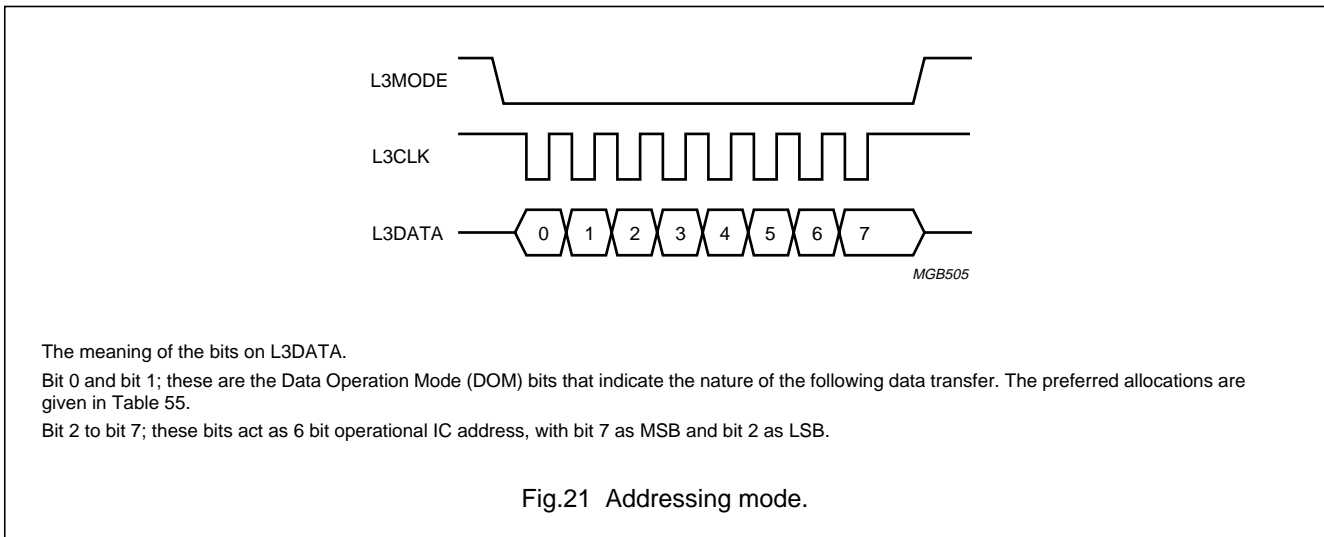 L3MODE
L3CLK
L3DATA
0 1 2 3 4 5 6 7
MGB505
The meaning of the bits on L3DATA.
Bit 0 and bit 1; these are the Data Operation Mode (DOM) bits that indicate the nature of the following data transfer. The preferred allocations are
given in Table 55.
Bit 2 to bit 7; these bits act as 6 bit operational IC address, with bit 7 as MSB and bit 2 as LSB.
Fig.21 Addressing mode.